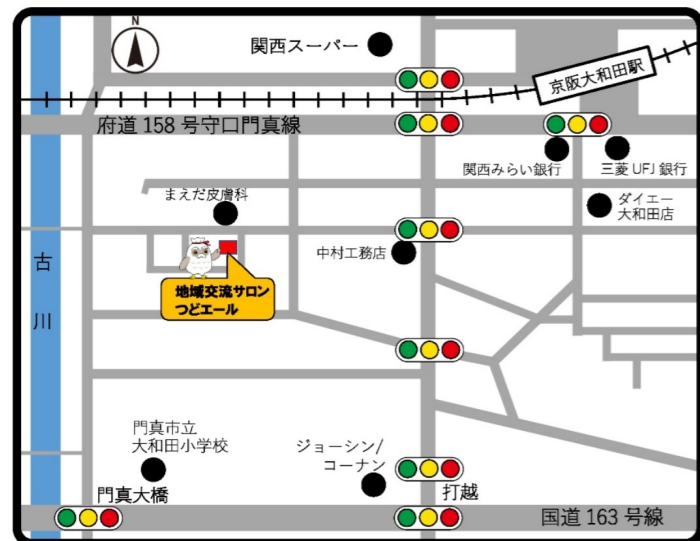 N
関西スーパー
京阪大和田駅
府道 158 号守口門真線
関西みらい銀行
三菱 UFJ 銀行
まえだ皮膚科
ダイエー
大和田店
中村工務店
古川
地域交流サロン
つどエール
門真市立
大和田小学校
ジョーシン/
コーナン
門真大橋
打越
国道 163 号線